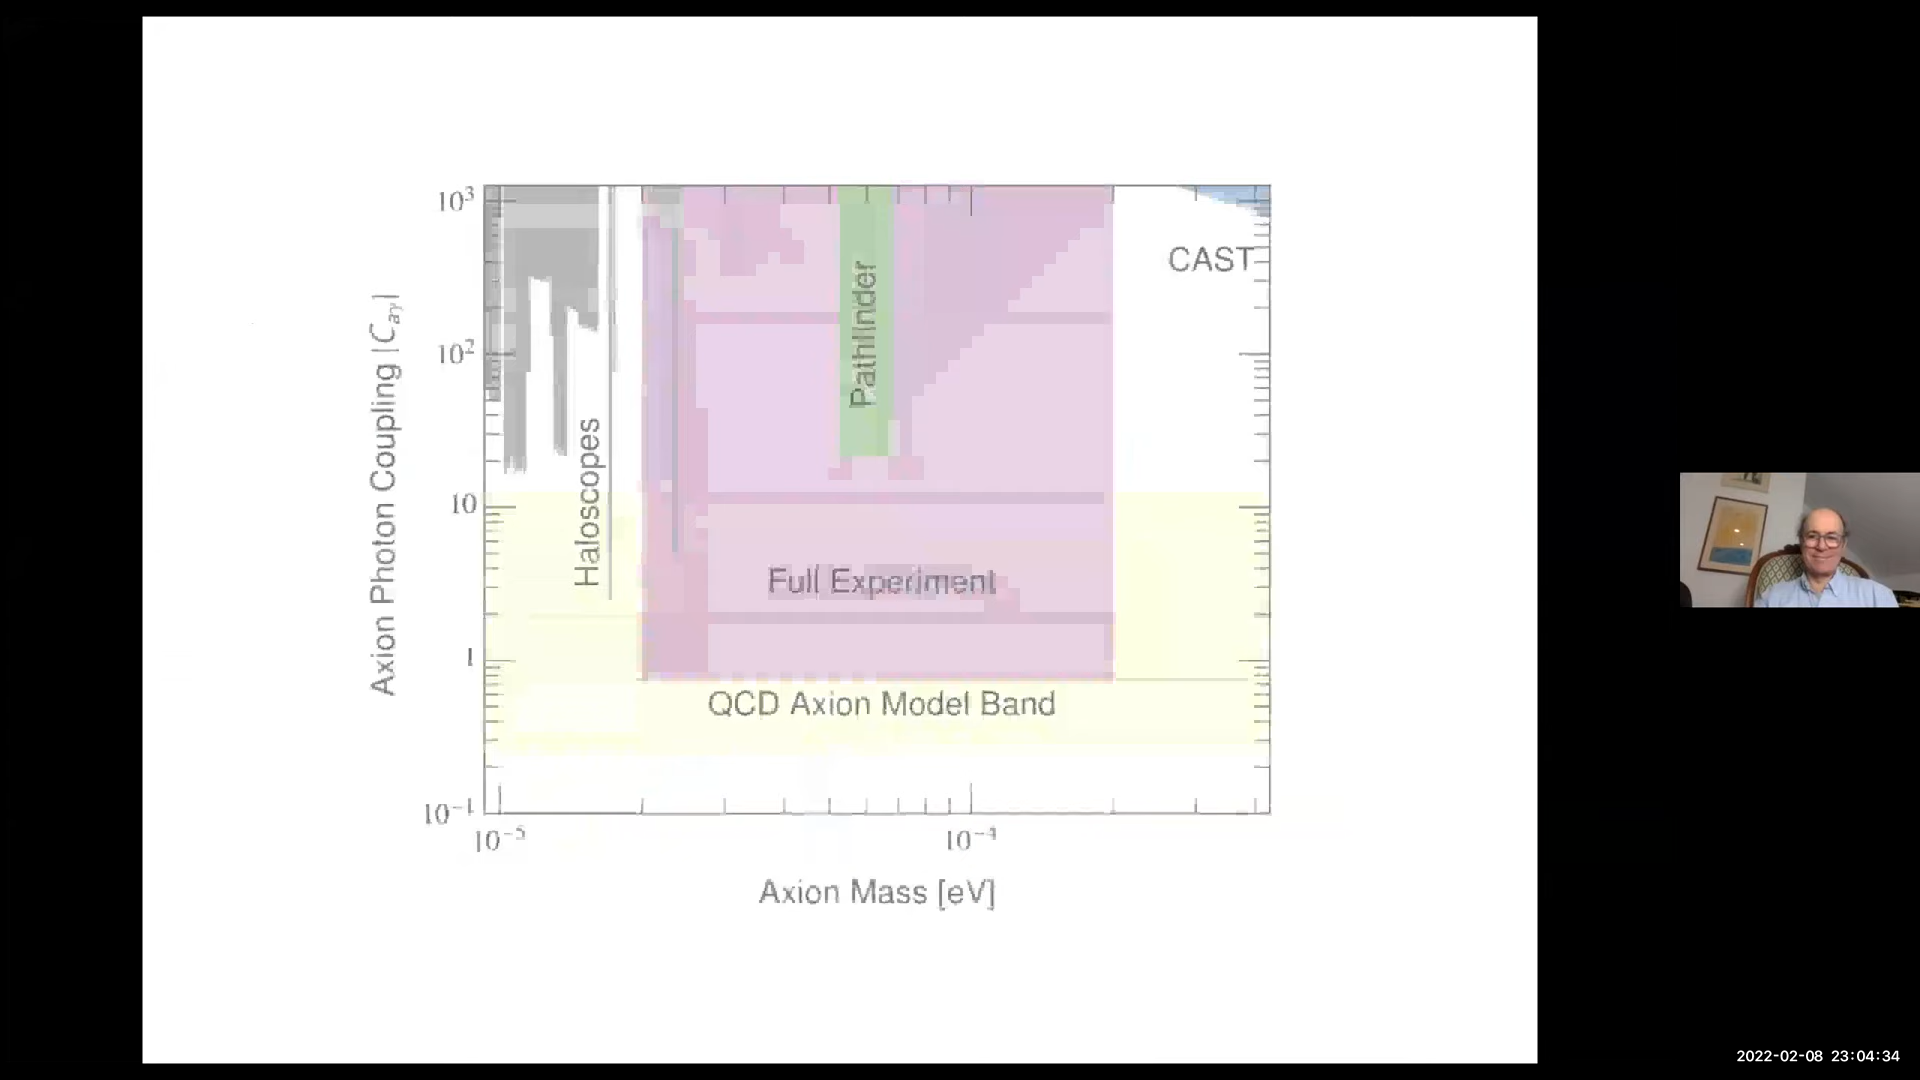 10³
10²
10
1
10⁻¹
10⁻⁵
10⁻⁴
Axion Photon Coupling |C_aγ|
Axion Mass [eV]
Haloscopes
Pathfinder
CAST
Full Experiment
QCD Axion Model Band
2022-02-08 23:04:34